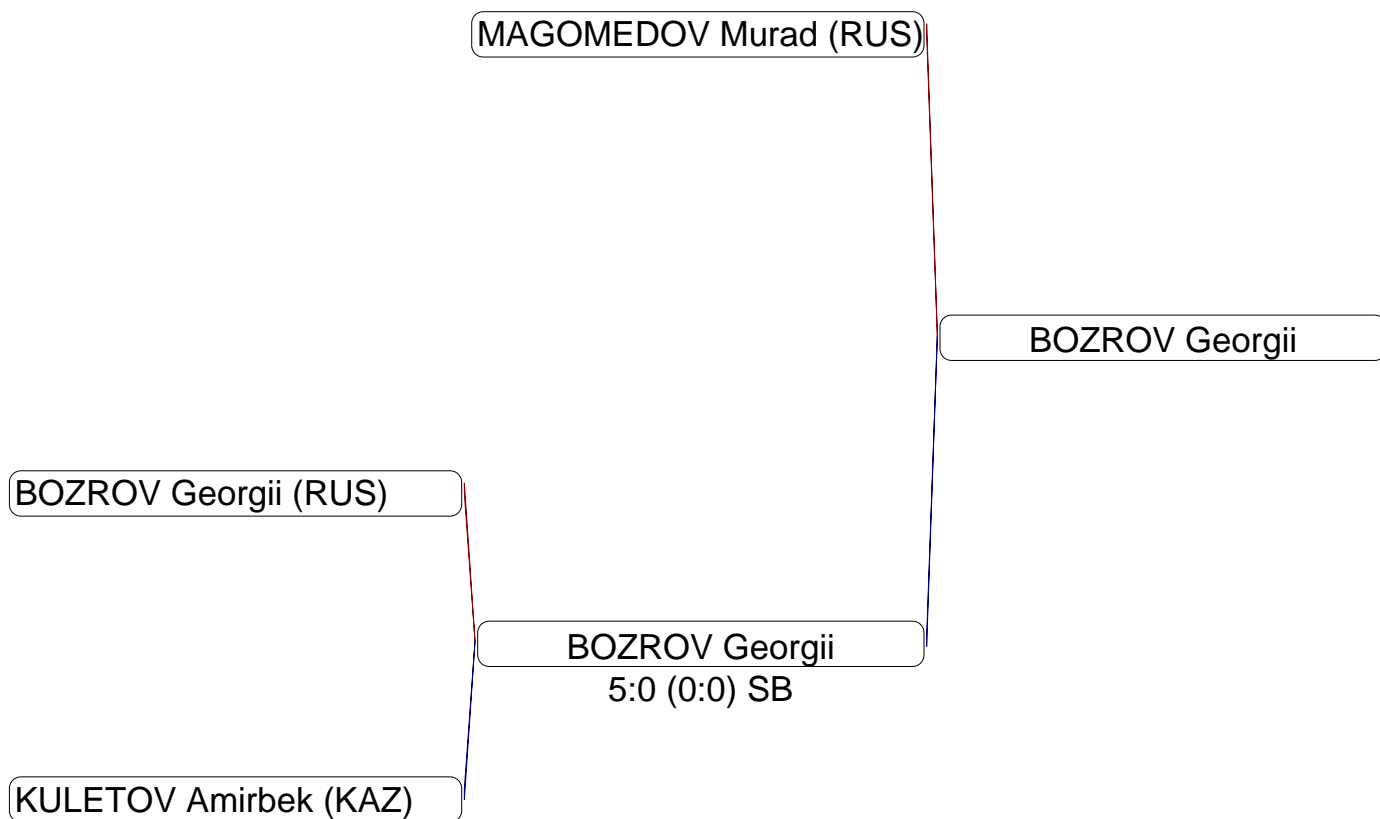 MAGOMEDOV Murad (RUS)
BOZROV Georgii
BOZROV Georgii (RUS)
BOZROV Georgii
5:0 (0:0) SB
KULETOV Amirbek (KAZ)